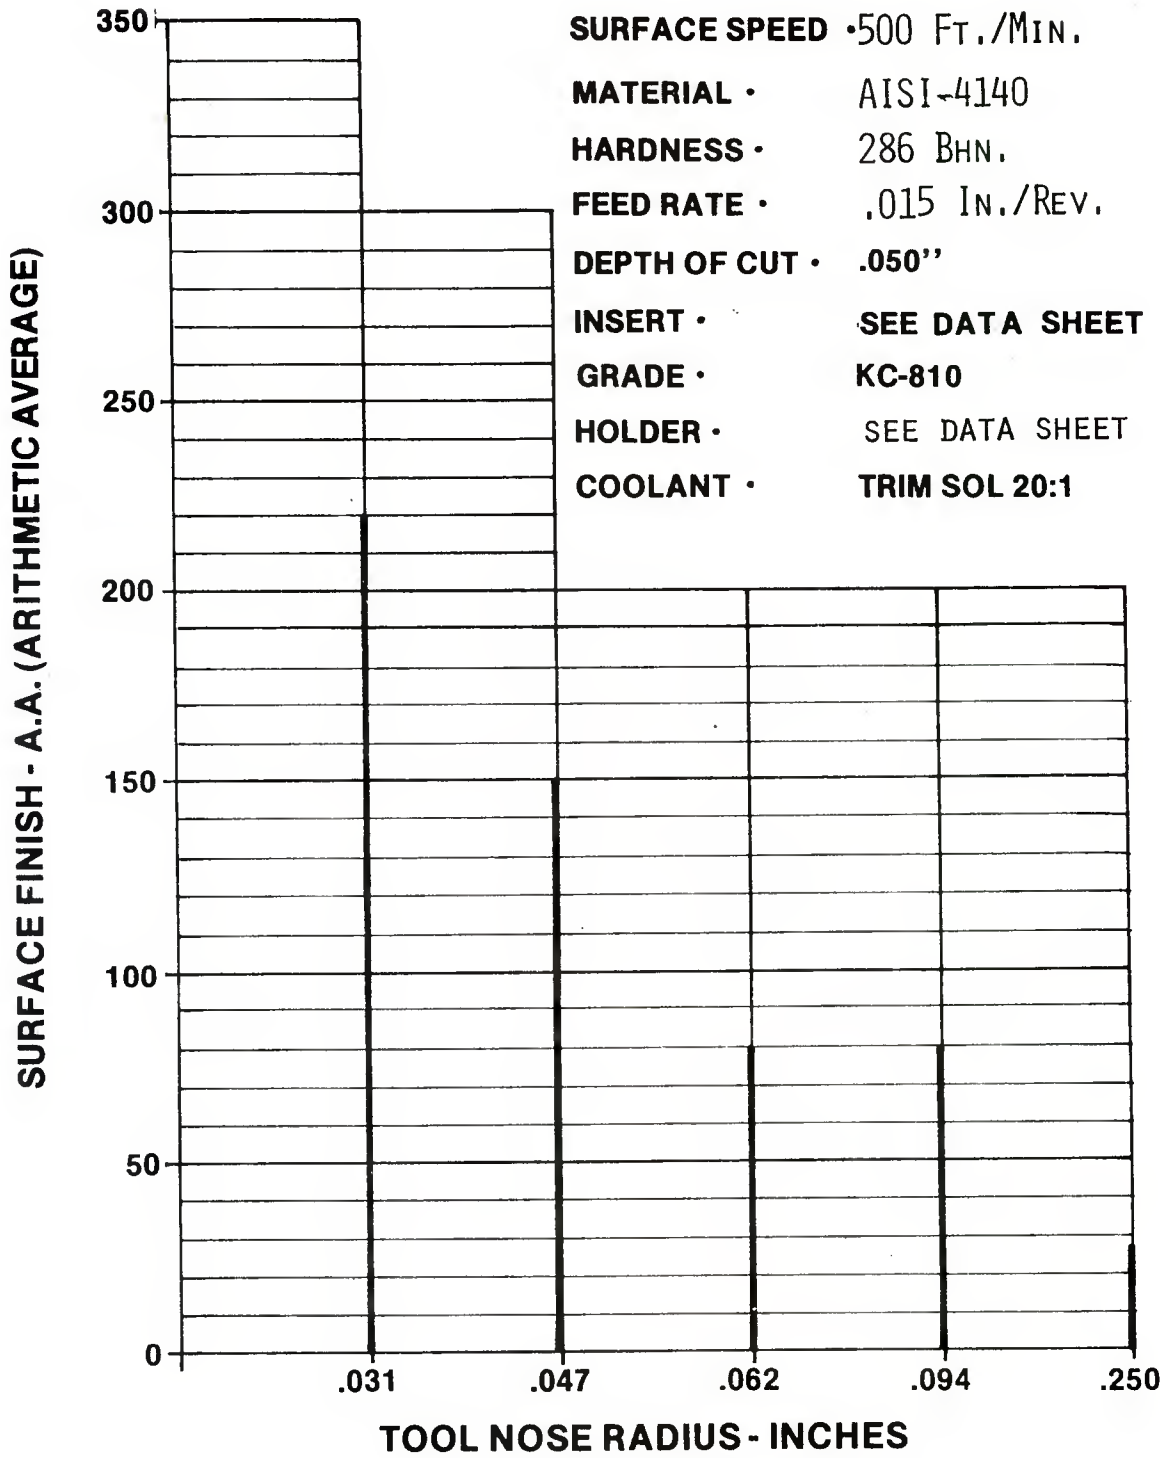 SURFACE SPEED • 500 FT./MIN.
MATERIAL • AISI-4140
HARDNESS • 286 BHN.
FEED RATE • .015 IN./REV.
DEPTH OF CUT • .050’’
INSERT • SEE DATA SHEET
GRADE • KC-810
HOLDER • SEE DATA SHEET
COOLANT • TRIM SOL 20:1
SURFACE FINISH - A.A. (ARITHMETIC AVERAGE)
350
300
250
200
150
100
50
0
.031 .047 .062 .094 .250
TOOL NOSE RADIUS - INCHES